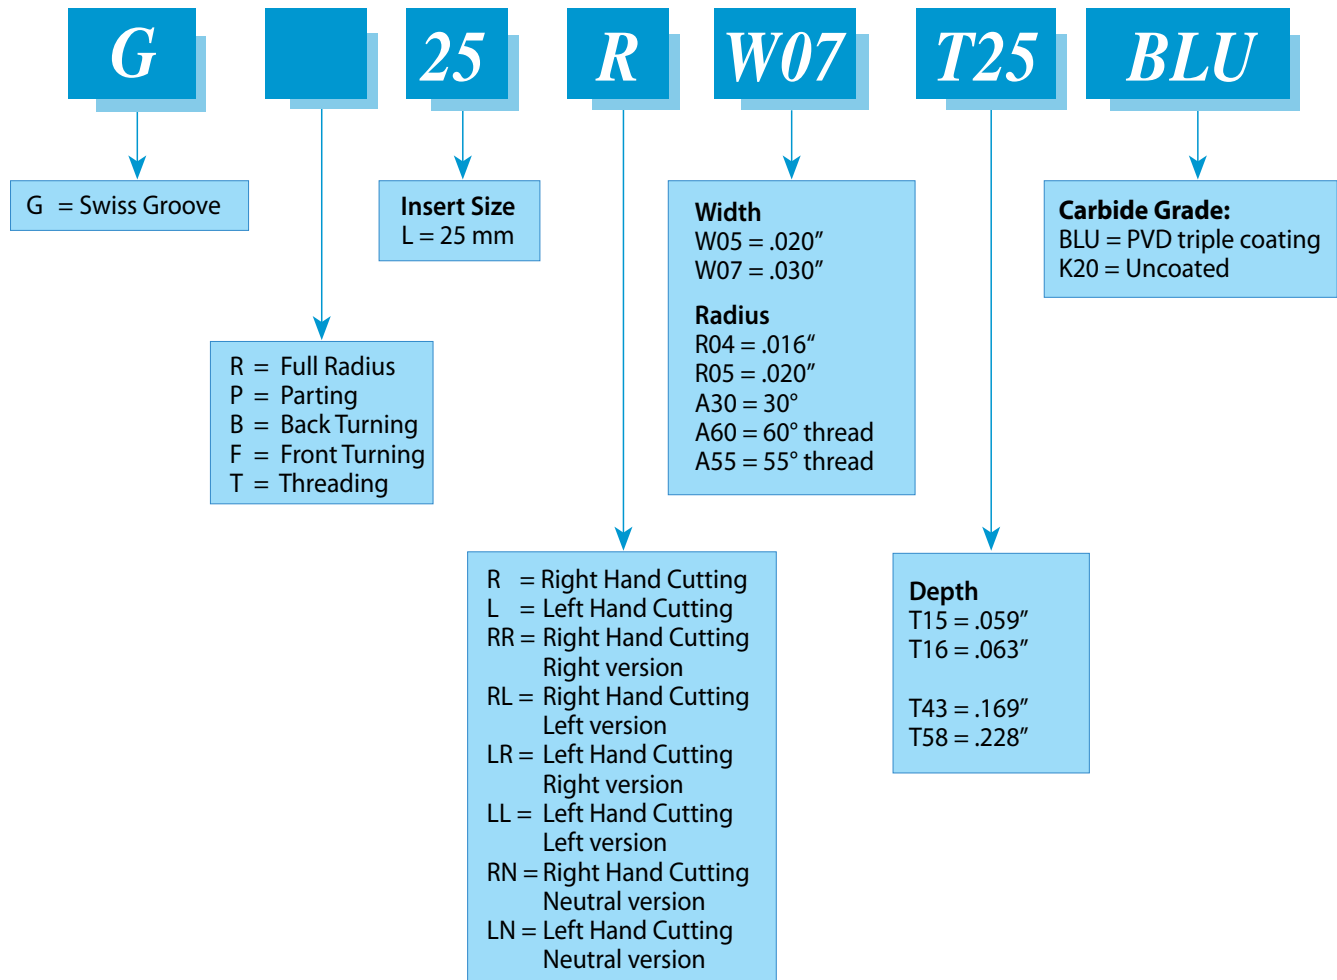 G 25 R W07 T25 BLU
G = Swiss Groove
R = Full Radius
P = Parting
B = Back Turning
F = Front Turning
T = Threading
Insert Size
L = 25 mm
R = Right Hand Cutting
L = Left Hand Cutting
RR = Right Hand Cutting
Right version
RL = Right Hand Cutting
Left version
LR = Left Hand Cutting
Right version
LL = Left Hand Cutting
Left version
RN = Right Hand Cutting
Neutral version
LN = Left Hand Cutting
Neutral version
Width
W05 = .020″
W07 = .030″
Radius
R04 = .016“
R05 = .020″
A30 = 30°
A60 = 60° thread
A55 = 55° thread
Depth
T15 = .059″
T16 = .063″
T43 = .169″
T58 = .228″
Carbide Grade:
BLU = PVD triple coating
K20 = Uncoated